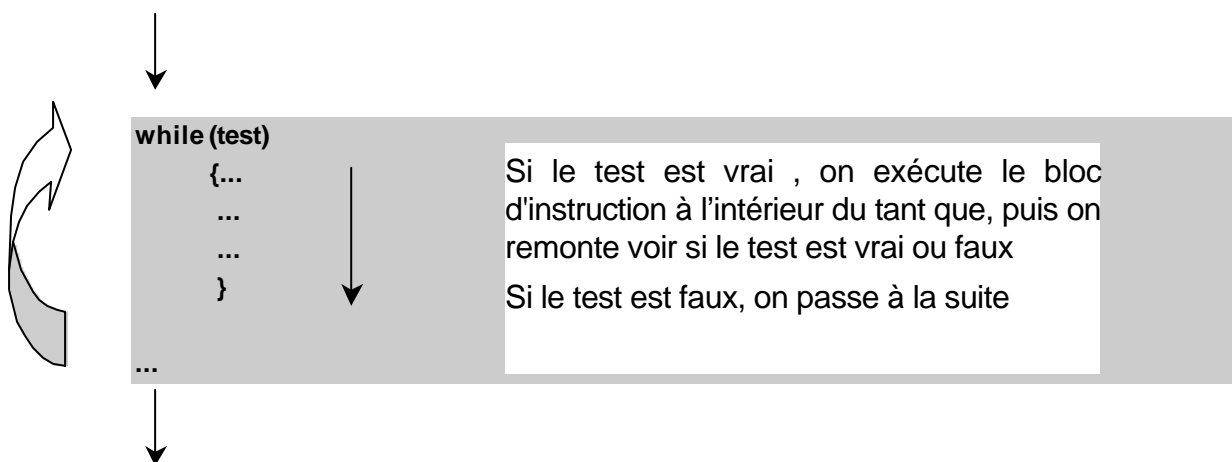 while (test)
{...
...
...
}
...
Si le test est vrai , on exécute le bloc
d'instruction à l’intérieur du tant que, puis on
remonte voir si le test est vrai ou faux
Si le test est faux, on passe à la suite